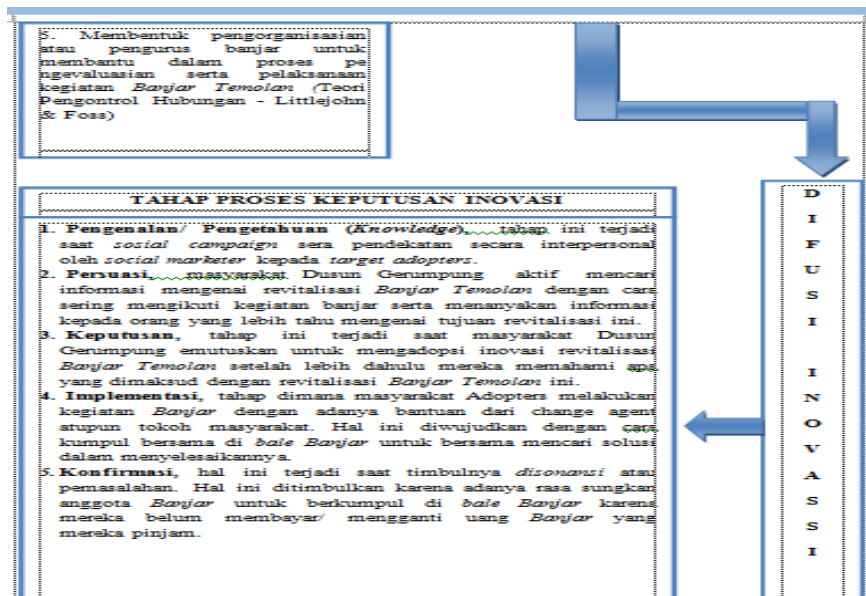 5. Membentuk pengorganisasian
atau pengurus banjar untuk
membantu dalam proses pe
ngevaluasian serta pelaksanaan
kegiatan Banjar Temolan (Teori
Pengontrol Hubungan - Littlejohn
& Foss)
TAHAP PROSES KEPUTUSAN INOVASI
1. Pengenalan/ Pengetahuan (Knowledge), tahap ini terjadi
saat sosial campaign sera pendekatan secara interpersonal
oleh social marketer kepada target adopters.
2. Persuasi, masyarakat Dusun Gerumpung aktif mencari
informasi mengenai revitalisasi Banjar Temolan dengan cara
sering mengikuti kegiatan banjar serta menanyakan informasi
kepada orang yang lebih tahu mengenai tujuan revitalisasi ini.
3. Keputusan, tahap ini terjadi saat masyarakat Dusun
Gerumpung emutuskan untuk mengadopsi inovasi revitalisasi
Banjar Temolan setelah lebih dahulu mereka memahami apa
yang dimaksud dengan revitalisasi Banjar Temolan ini.
4. Implementasi, tahap dimana masyarakat Adopters melakukan
kegiatan Banjar dengan adanya bantuan dari change agent
atupun tokoh masyarakat. Hal ini diwujudkan dengan cara
kumpul bersama di bale Banjar untuk bersama mencari solusi
dalam menyelesaikannya.
5. Konfirmasi, hal ini terjadi saat timbulnya disonansi atau
pemasalahan. Hal ini ditimbulkan karena adanya rasa sungkan
anggota Banjar untuk berkumpul di bale Banjar karena
mereka belum membayar/ mengganti uang Banjar yang
mereka pinjam.
D
I
F
U
S
I
I
N
O
V
A
S
S
I